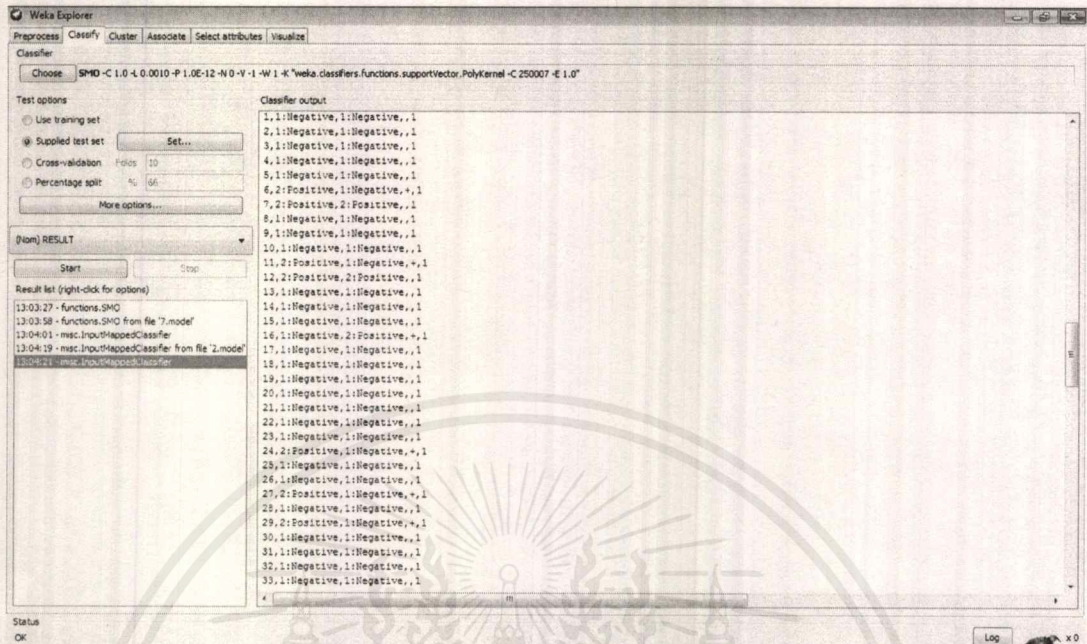 Weka Explorer
Preprocess Classify Cluster Associate Select attributes Visualize
Classifier
Choose SMO -C 1.0 -L 0.0010 -P 1.0E-12 -N 0 -V -1 -W 1 -K "weka.classifiers.functions.supportVector.PolyKernel -C 250007 -E 1.0"
Test options
Use training set
Supplied test set Set...
Cross-validation Folds 10
Percentage split % 66
More options...
(Nom) RESULT
Start Stop
Result list (right-click for options)
13:03:27 - functions.SMO
13:03:58 - functions.SMO from file '7.model'
13:04:01 - misc.InputMappedClassifier
13:04:19 - misc.InputMappedClassifier from file '2.model'
13:04:21 - misc.InputMappedClassifier
Classifier output
1,1:Negative,1:Negative,,1
2,1:Negative,1:Negative,,1
3,1:Negative,1:Negative,,1
4,1:Negative,1:Negative,,1
5,1:Negative,1:Negative,,1
6,2:Positive,1:Negative,+,1
7,2:Positive,2:Positive,,1
8,1:Negative,1:Negative,,1
9,1:Negative,1:Negative,,1
10,1:Negative,1:Negative,,1
11,2:Positive,1:Negative,+,1
12,2:Positive,2:Positive,,1
13,1:Negative,1:Negative,,1
14,1:Negative,1:Negative,,1
15,1:Negative,1:Negative,,1
16,1:Negative,2:Positive,+,1
17,1:Negative,1:Negative,,1
18,1:Negative,1:Negative,,1
19,1:Negative,1:Negative,,1
20,1:Negative,1:Negative,,1
21,1:Negative,1:Negative,,1
22,1:Negative,1:Negative,,1
23,1:Negative,1:Negative,,1
24,2:Positive,1:Negative,+,1
25,1:Negative,1:Negative,,1
26,1:Negative,1:Negative,,1
27,2:Positive,1:Negative,+,1
28,1:Negative,1:Negative,,1
29,2:Positive,1:Negative,+,1
30,1:Negative,1:Negative,,1
31,1:Negative,1:Negative,,1
32,1:Negative,1:Negative,,1
33,1:Negative,1:Negative,,1
Status
OK
Log
x 0